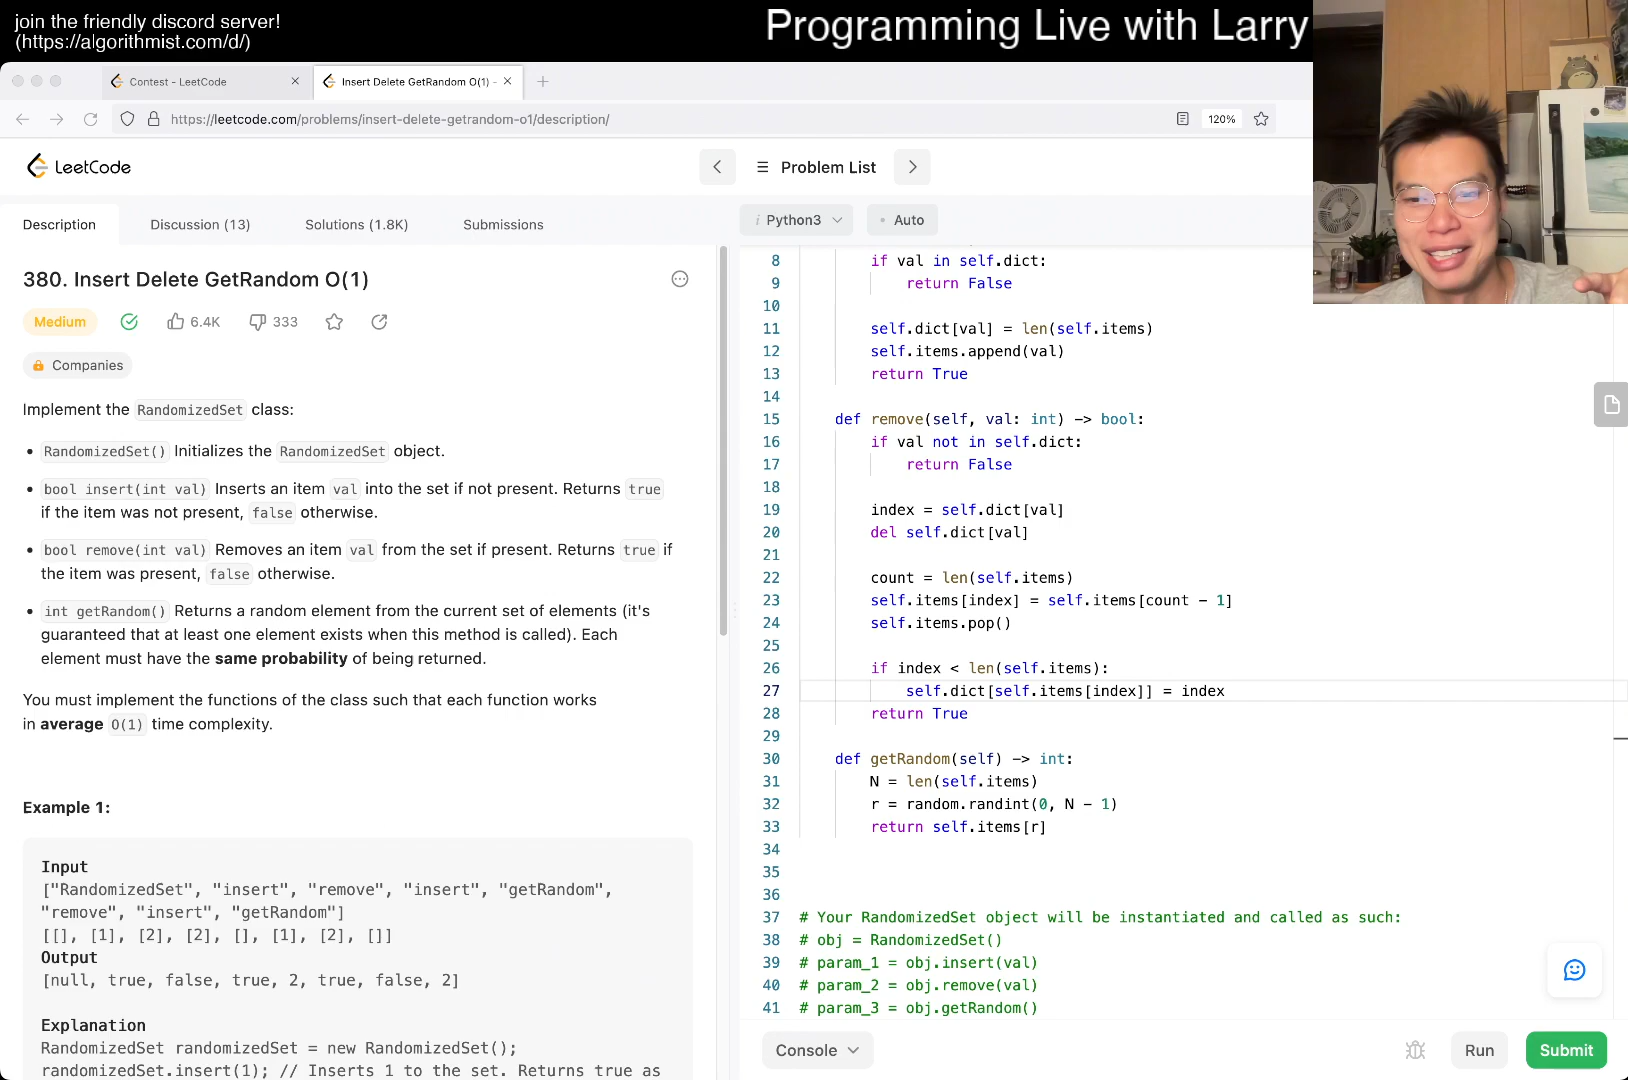 join the friendly discord server!
(https://algorithmist.com/d/)
Programming Live with Larry
Contest - LeetCode
Insert Delete GetRandom O(1) -
https://leetcode.com/problems/insert-delete-getrandom-o1/description/
120%
LeetCode
Problem List
Description
Discussion (13)
Solutions (1.8K)
Submissions
i Python3
Auto
380. Insert Delete GetRandom O(1)
Medium
6.4K
333
Companies
Implement the RandomizedSet class:
• RandomizedSet() Initializes the RandomizedSet object.
• bool insert(int val) Inserts an item val into the set if not present. Returns true
if the item was not present, false otherwise.
• bool remove(int val) Removes an item val from the set if present. Returns true if
the item was present, false otherwise.
• int getRandom() Returns a random element from the current set of elements (it's
guaranteed that at least one element exists when this method is called). Each
element must have the same probability of being returned.
You must implement the functions of the class such that each function works
in average O(1) time complexity.
Example 1:
Input
["RandomizedSet", "insert", "remove", "insert", "getRandom",
"remove", "insert", "getRandom"]
[[], [1], [2], [2], [], [1], [2], []]
Output
[null, true, false, true, 2, true, false, 2]
Explanation
RandomizedSet randomizedSet = new RandomizedSet();
randomizedSet.insert(1); // Inserts 1 to the set. Returns true as
8 if val in self.dict:
9 return False
10
11 self.dict[val] = len(self.items)
12 self.items.append(val)
13 return True
14
15 def remove(self, val: int) -> bool:
16 if val not in self.dict:
17 return False
18
19 index = self.dict[val]
20 del self.dict[val]
21
22 count = len(self.items)
23 self.items[index] = self.items[count - 1]
24 self.items.pop()
25
26 if index < len(self.items):
27 self.dict[self.items[index]] = index
28 return True
29
30 def getRandom(self) -> int:
31 N = len(self.items)
32 r = random.randint(0, N - 1)
33 return self.items[r]
34
35
36
37 # Your RandomizedSet object will be instantiated and called as such:
38 # obj = RandomizedSet()
39 # param_1 = obj.insert(val)
40 # param_2 = obj.remove(val)
41 # param_3 = obj.getRandom()
Console
Run
Submit